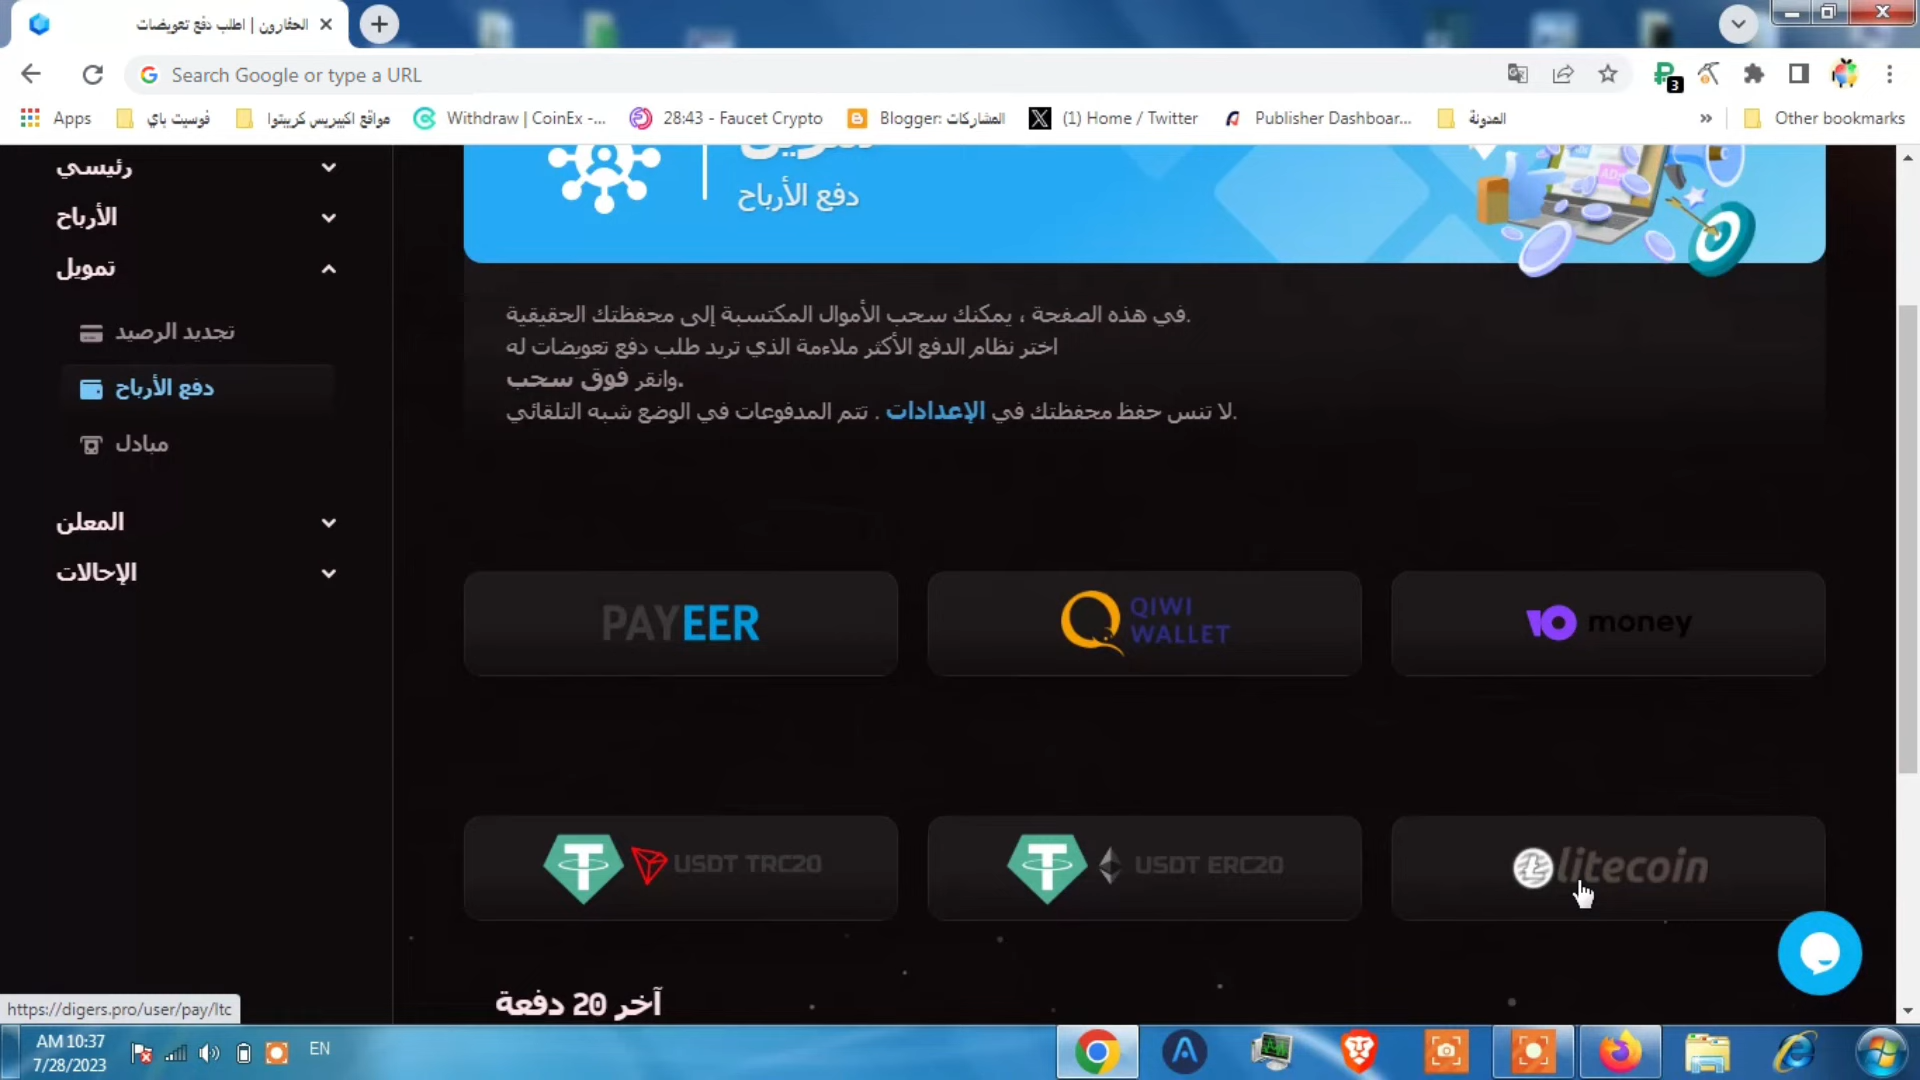 الحفارون | اطلب دفع تعويضات
Search Google or type a URL
3
Apps
فوسيت باي
مواقع اكبيريس كريبتوا
Withdraw | CoinEx -...
28:43 - Faucet Crypto
Blogger: المشاركات
(1) Home / Twitter
Publisher Dashboar...
المدونة
»
Other bookmarks
رئيسي
الأرباح
تمويل
تجديد الرصيد
دفع الأرباح
مبادل
المعلن
الإحالات
دفع الأرباح
ADs
في هذه الصفحة ، يمكنك سحب الأموال المكتسبة إلى محفظتك الحقيقية.
اختر نظام الدفع الأكثر ملاءمة الذي تريد طلب دفع تعويضات له
وانقر فوق سحب.
لا تنس حفظ محفظتك في الإعدادات . تتم المدفوعات في الوضع شبه التلقائي.
PAYEER
QIWI
WALLET
money
USDT TRC20
USDT ERC20
litecoin
آخر 20 دفعة
https://digers.pro/user/pay/ltc
AM 10:37
7/28/2023
EN